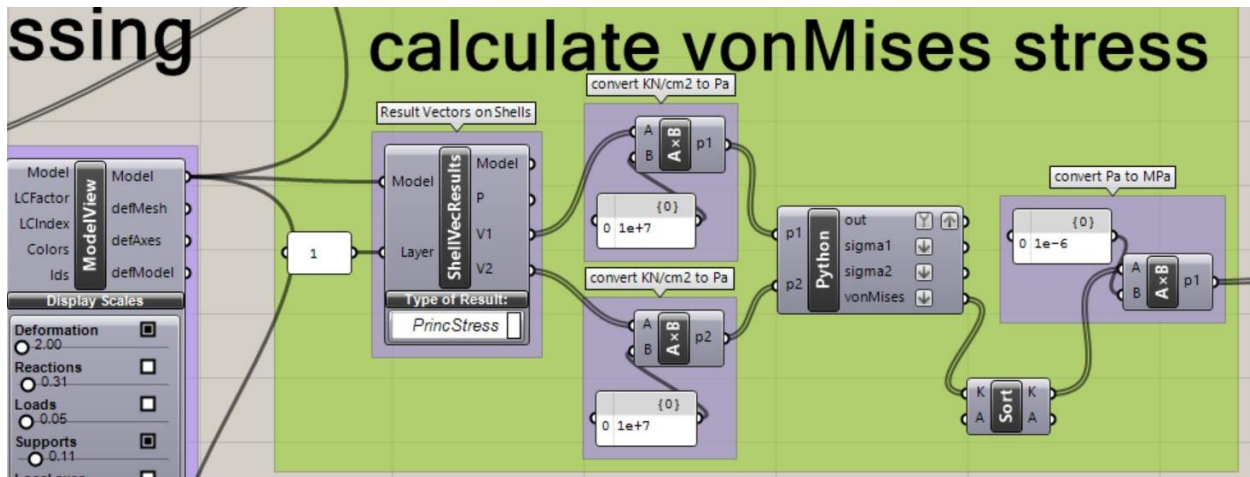 ssing
calculate vonMises stress
convert KN/cm2 to Pa
Result Vectors on Shells
A
B
A×B
p1
{0}
0 1e+7
Model
LCFactor
LCIndex
Colors
Ids
ModelView
Model
defMesh
defAxes
defModel
Display Scales
Deformation
2.00
Reactions
0.31
Loads
0.05
Supports
0.11
1
Model
Layer
ShellVecResults
Model
P
V1
V2
Type of Result:
PrincStress
convert KN/cm2 to Pa
A
B
A×B
p2
{0}
0 1e+7
p1
p2
Python
out
sigma1
sigma2
vonMises
convert Pa to MPa
{0}
0 1e-6
A
B
A×B
p1
K
A
Sort
K
A